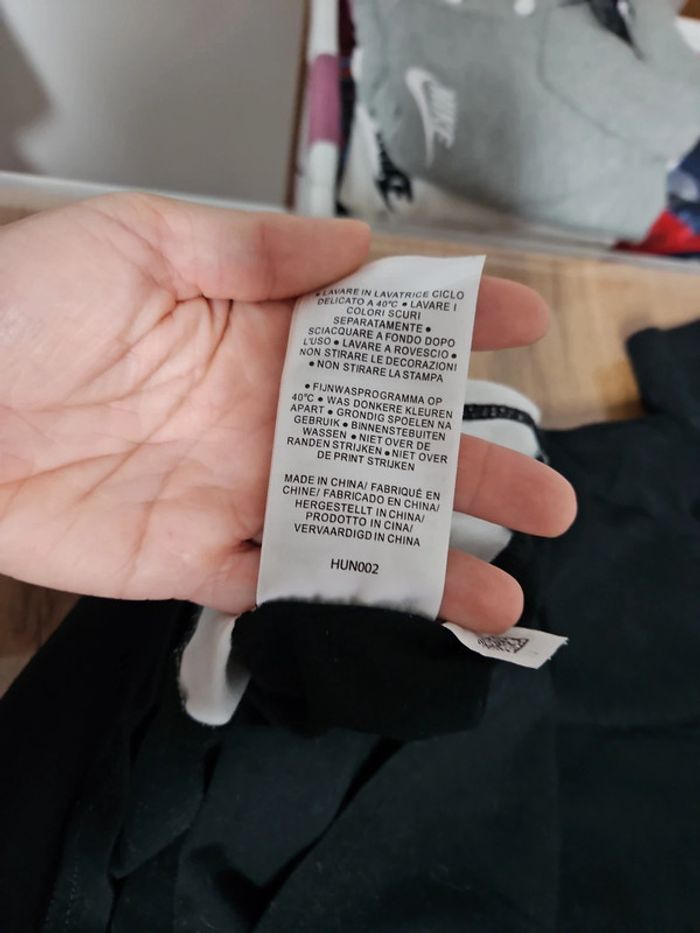 NIKE
• LAVARE IN LAVATRICE CICLO
DELICATO A 40°C • LAVARE I
COLORI SCURI
SEPARATAMENTE •
SCIACQUARE A FONDO DOPO
L'USO • LAVARE A ROVESCIO •
NON STIRARE LE DECORAZIONI
• NON STIRARE LA STAMPA
• FIJNWASPROGRAMMA OP
40°C • WAS DONKERE KLEUREN
APART • GRONDIG SPOELEN NA
GEBRUIK • BINNENSTEBUITEN
WASSEN • NIET OVER DE
RANDEN STRIJKEN • NIET OVER
DE PRINT STRIJKEN
MADE IN CHINA/ FABRIQUÉ EN
CHINE/ FABRICADO EN CHINA/
HERGESTELLT IN CHINA/
PRODOTTO IN CINA/
VERVAARDIGD IN CHINA
HUN002